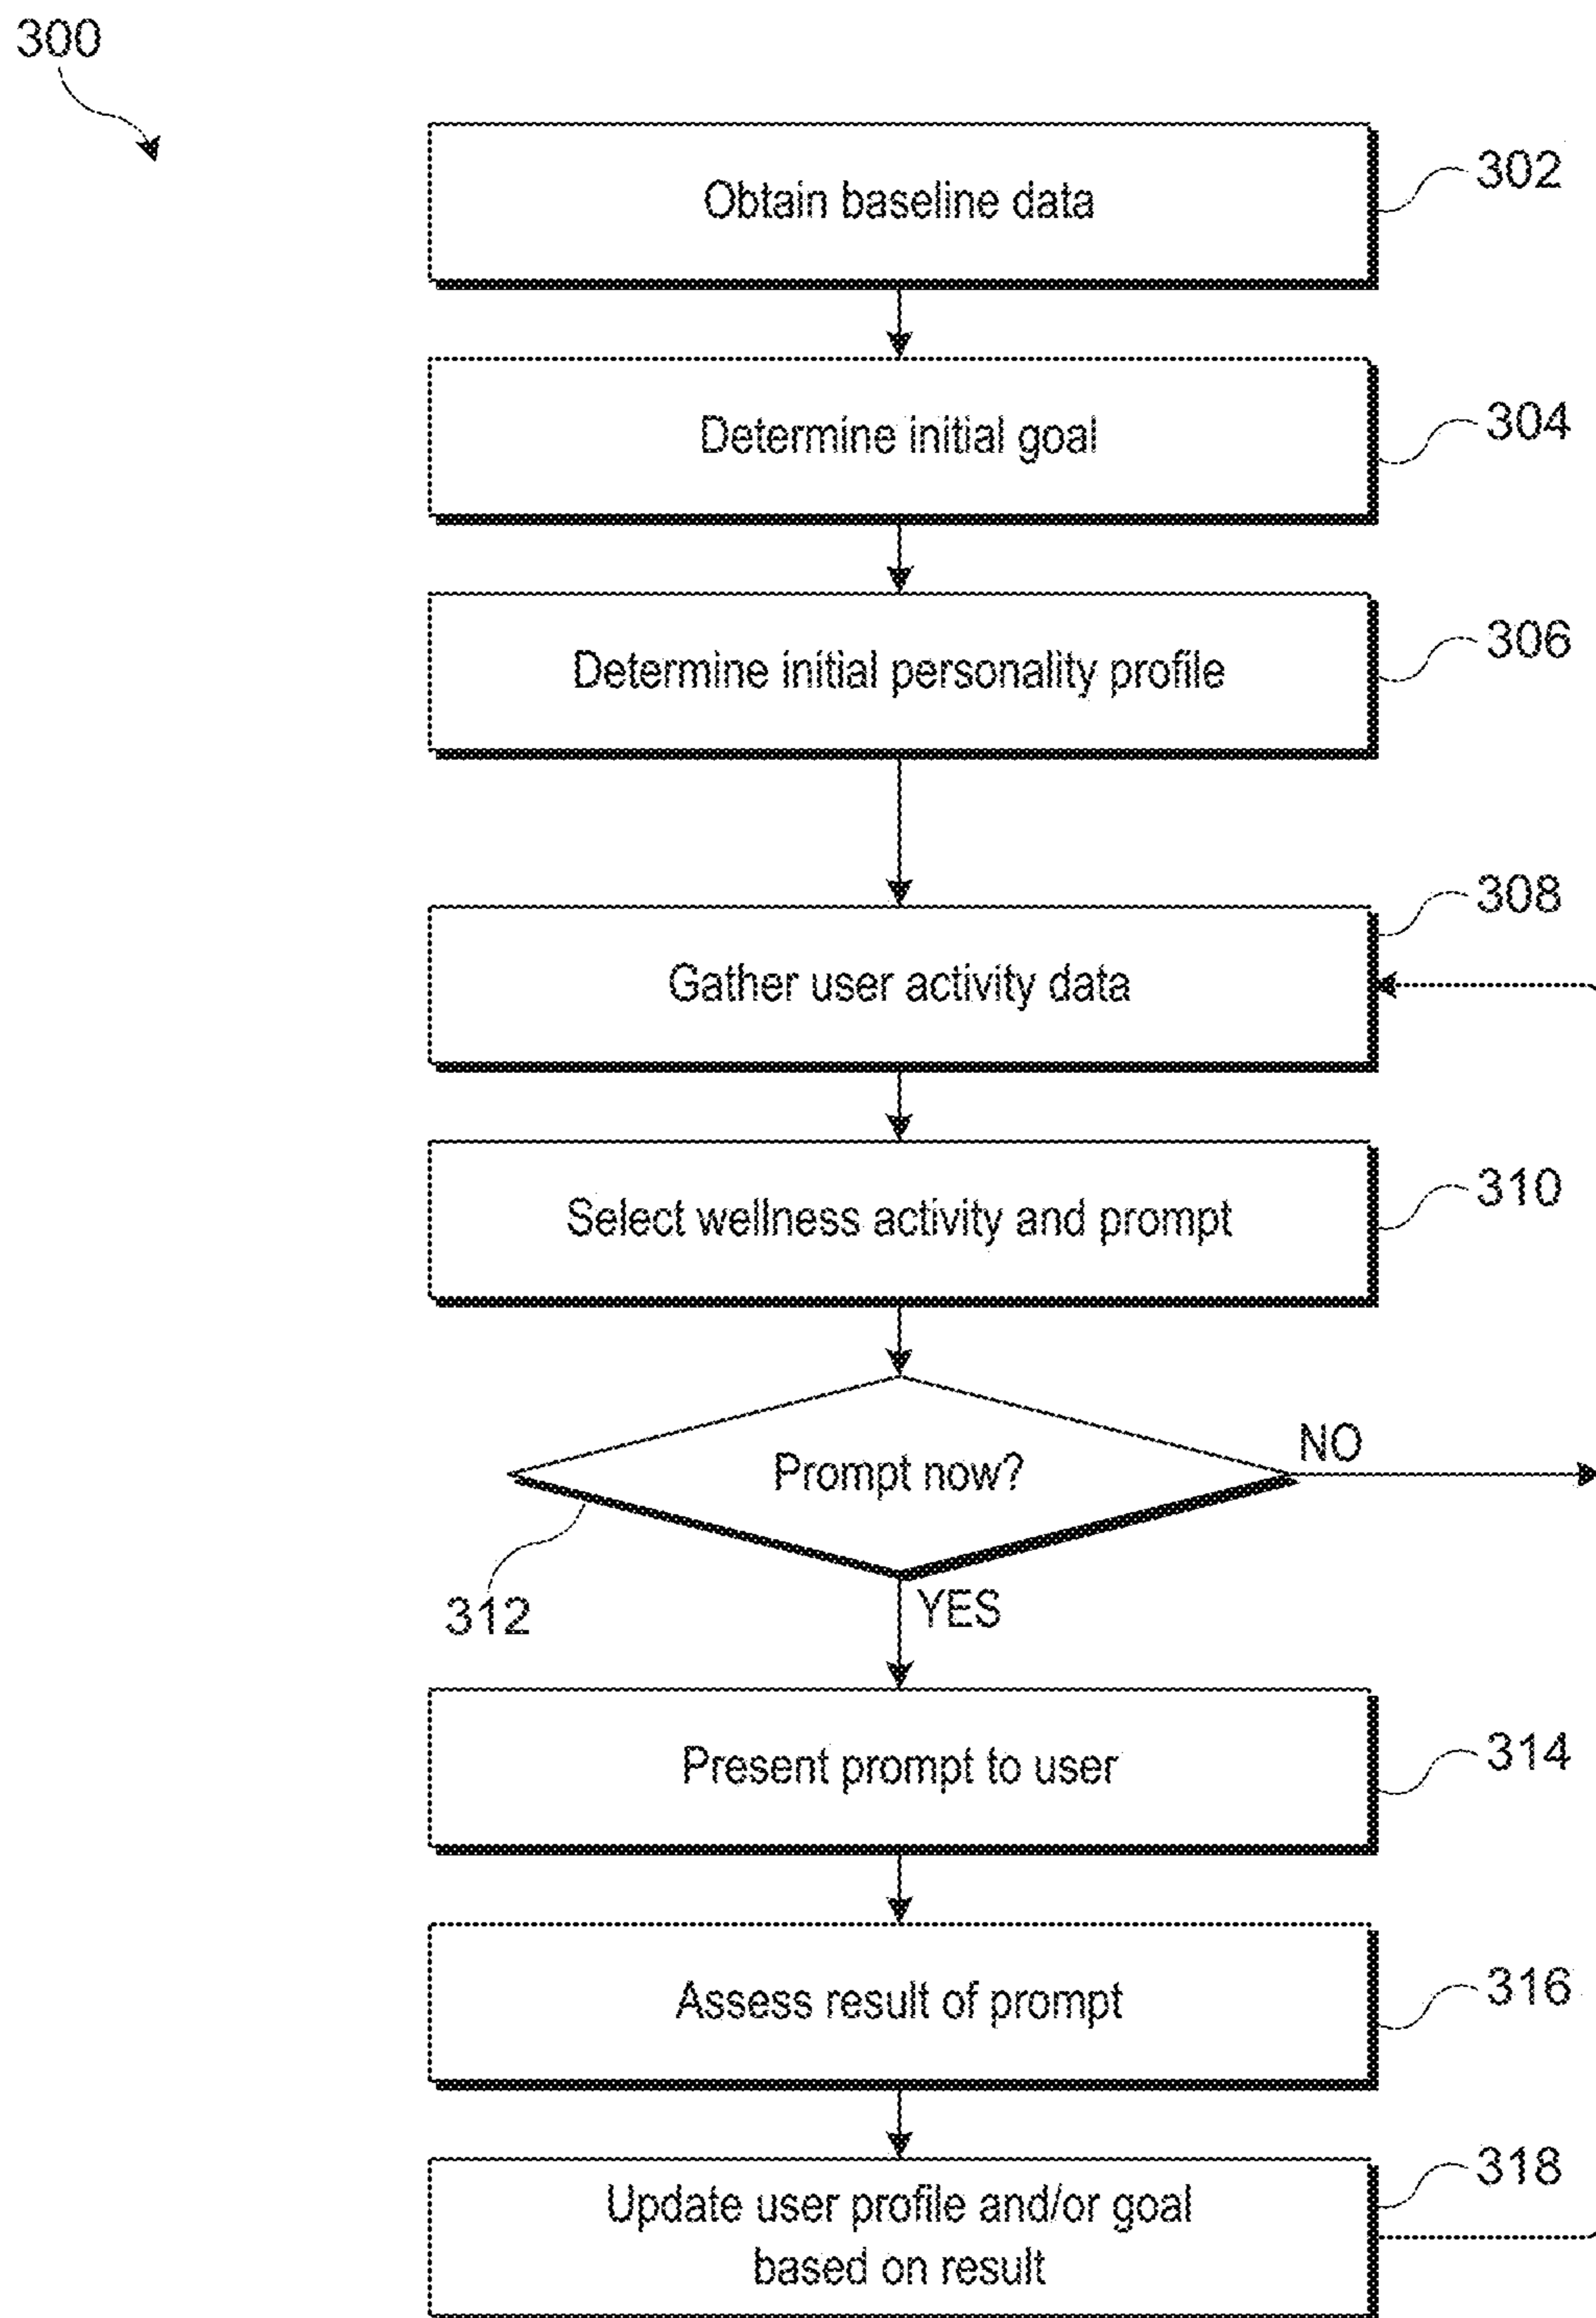 300
Obtain baseline data
302
Determine initial goal
304
Determine initial personality profile
306
308
Gather user activity data
Select wellness activity and prompt
310
Prompt now?
NO
312
YES
Present prompt to user
314
Assess result of prompt
316
318
Update user profile and/or goal
based on result